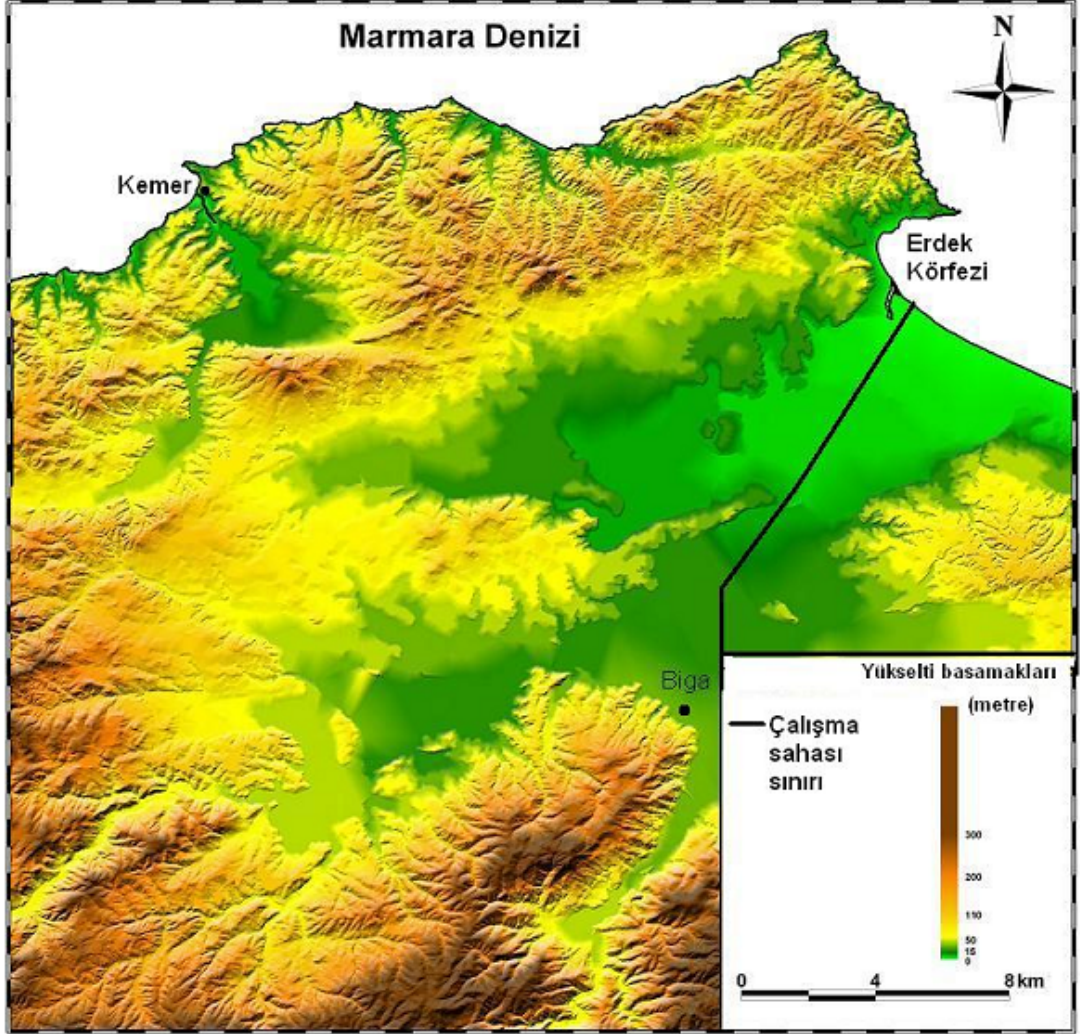 Marmara Denizi
N
Kemer
Erdek
Körfezi
Biga
Yükselti basamakları
(metre)
Çalışma
sahası
sınırı
300
200
110
50
15
0
0 4 8 km